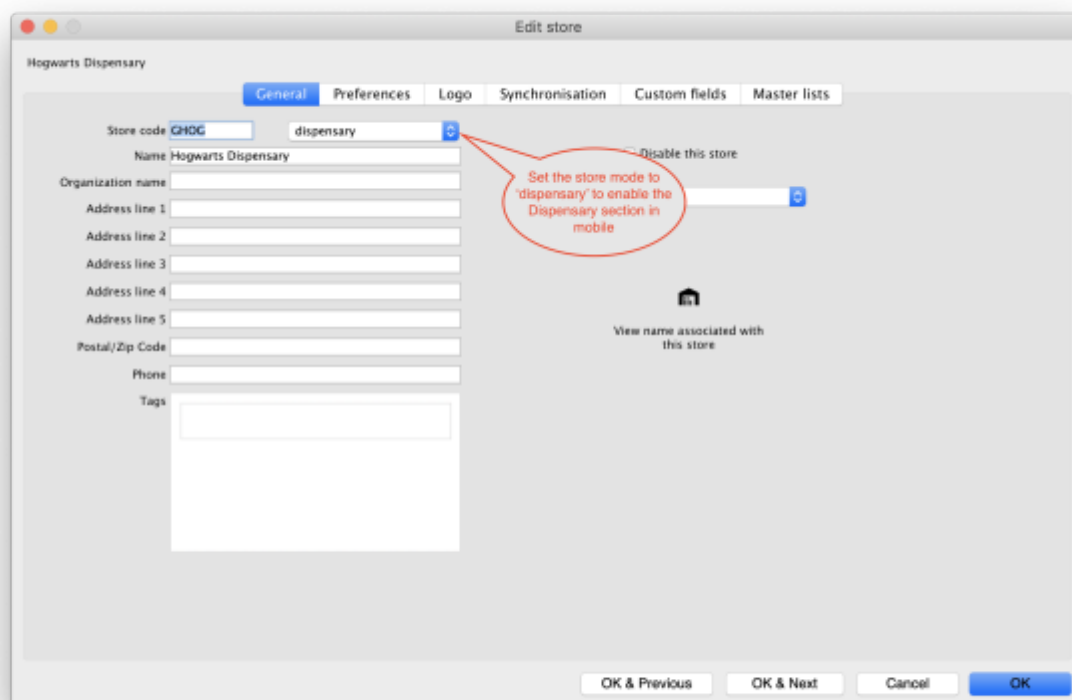 Edit store
Hogwarts Dispensary
General Preferences Logo Synchronisation Custom fields Master lists
Store code GHOG dispensary
Name Hogwarts Dispensary
Disable this store
Organization name
Set the store mode to
'dispensary' to enable the
Dispensary section in
mobile
Address line 1
Address line 2
Address line 3
Address line 4
Address line 5
View name associated with
this store
Postal/Zip Code
Phone
Tags
OK & Previous OK & Next Cancel OK